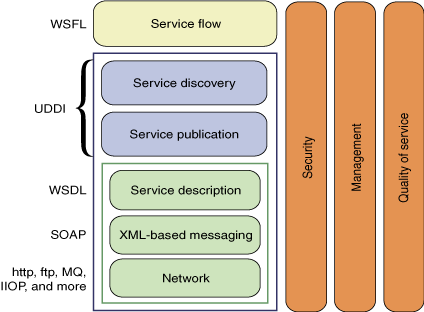 WSFL
Service flow
UDDI
Service discovery
Service publication
WSDL
Service description
SOAP
XML-based messaging
http, ftp, MQ,
IIOP, and more
Network
Security
Management
Quality of service